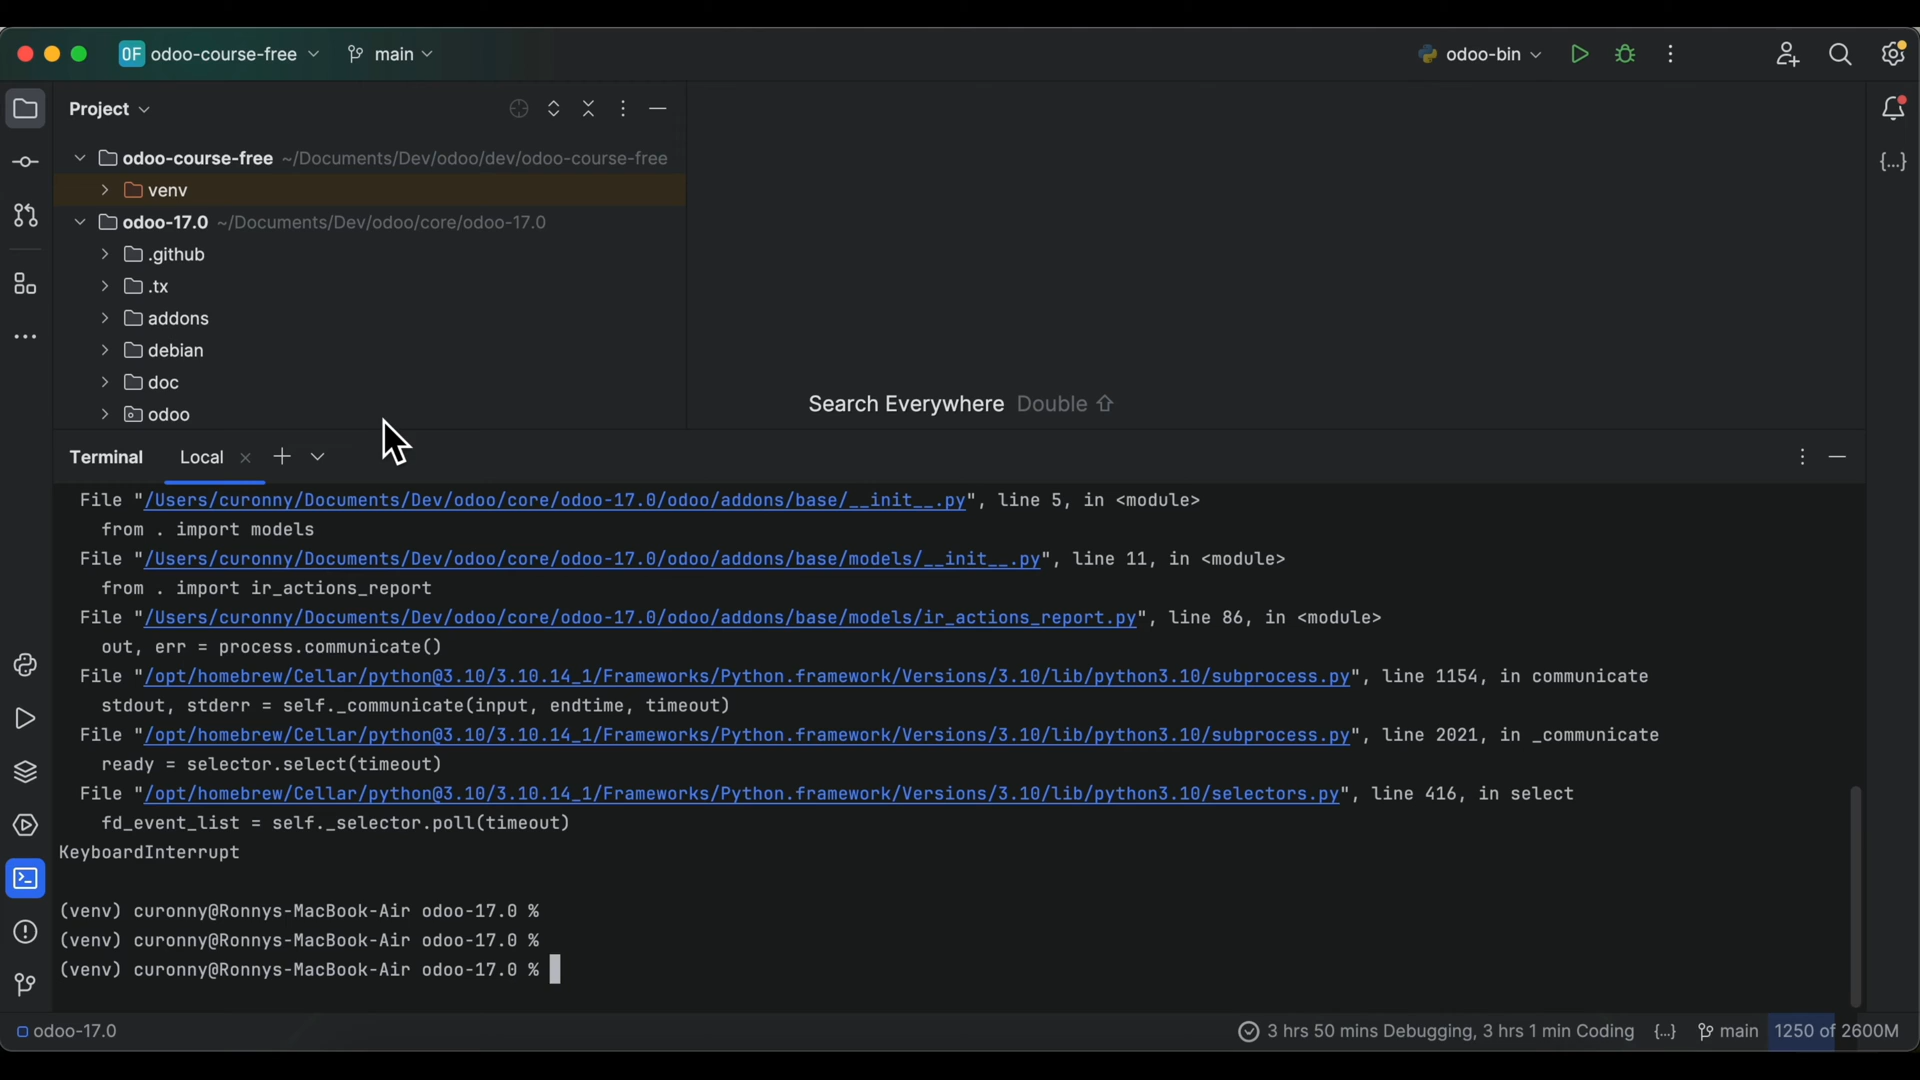 OF odoo-course-free main odoo-bin
Project
odoo-course-free ~/Documents/Dev/odoo/dev/odoo-course-free
venv
odoo-17.0 ~/Documents/Dev/odoo/core/odoo-17.0
.github
.tx
addons
debian
doc
odoo
Search Everywhere Double ⇧
Terminal Local
File "/Users/curonny/Documents/Dev/odoo/core/odoo-17.0/odoo/addons/base/__init__.py", line 5, in <module>
from . import models
File "/Users/curonny/Documents/Dev/odoo/core/odoo-17.0/odoo/addons/base/models/__init__.py", line 11, in <module>
from . import ir_actions_report
File "/Users/curonny/Documents/Dev/odoo/core/odoo-17.0/odoo/addons/base/models/ir_actions_report.py", line 86, in <module>
out, err = process.communicate()
File "/opt/homebrew/Cellar/python@3.10/3.10.14_1/Frameworks/Python.framework/Versions/3.10/lib/python3.10/subprocess.py", line 1154, in communicate
stdout, stderr = self._communicate(input, endtime, timeout)
File "/opt/homebrew/Cellar/python@3.10/3.10.14_1/Frameworks/Python.framework/Versions/3.10/lib/python3.10/subprocess.py", line 2021, in _communicate
ready = selector.select(timeout)
File "/opt/homebrew/Cellar/python@3.10/3.10.14_1/Frameworks/Python.framework/Versions/3.10/lib/python3.10/selectors.py", line 416, in select
fd_event_list = self._selector.poll(timeout)
KeyboardInterrupt
(venv) curonny@Ronnys-MacBook-Air odoo-17.0 %
(venv) curonny@Ronnys-MacBook-Air odoo-17.0 %
(venv) curonny@Ronnys-MacBook-Air odoo-17.0 %
odoo-17.0 3 hrs 50 mins Debugging, 3 hrs 1 min Coding {...} main 1250 of 2600M